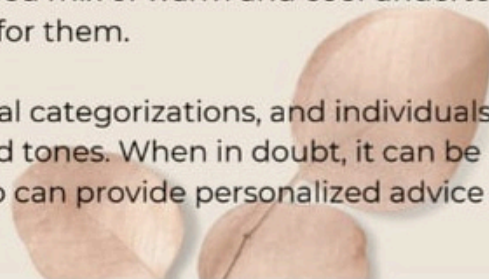 for them.
al categorizations, and individuals
d tones. When in doubt, it can be
o can provide personalized advice